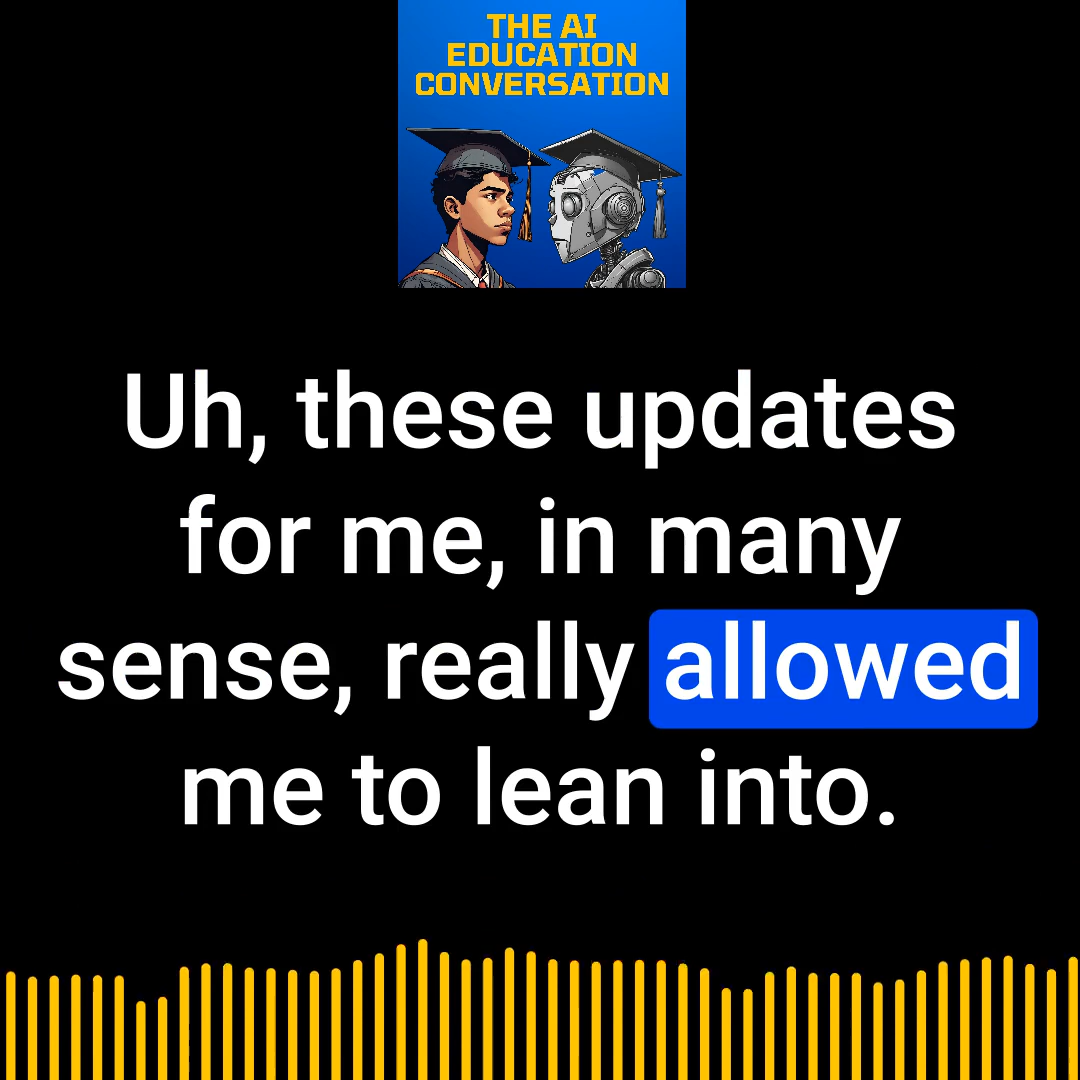 THE AI
EDUCATION
CONVERSATION
Uh, these updates
for me, in many
sense, really allowed
me to lean into.